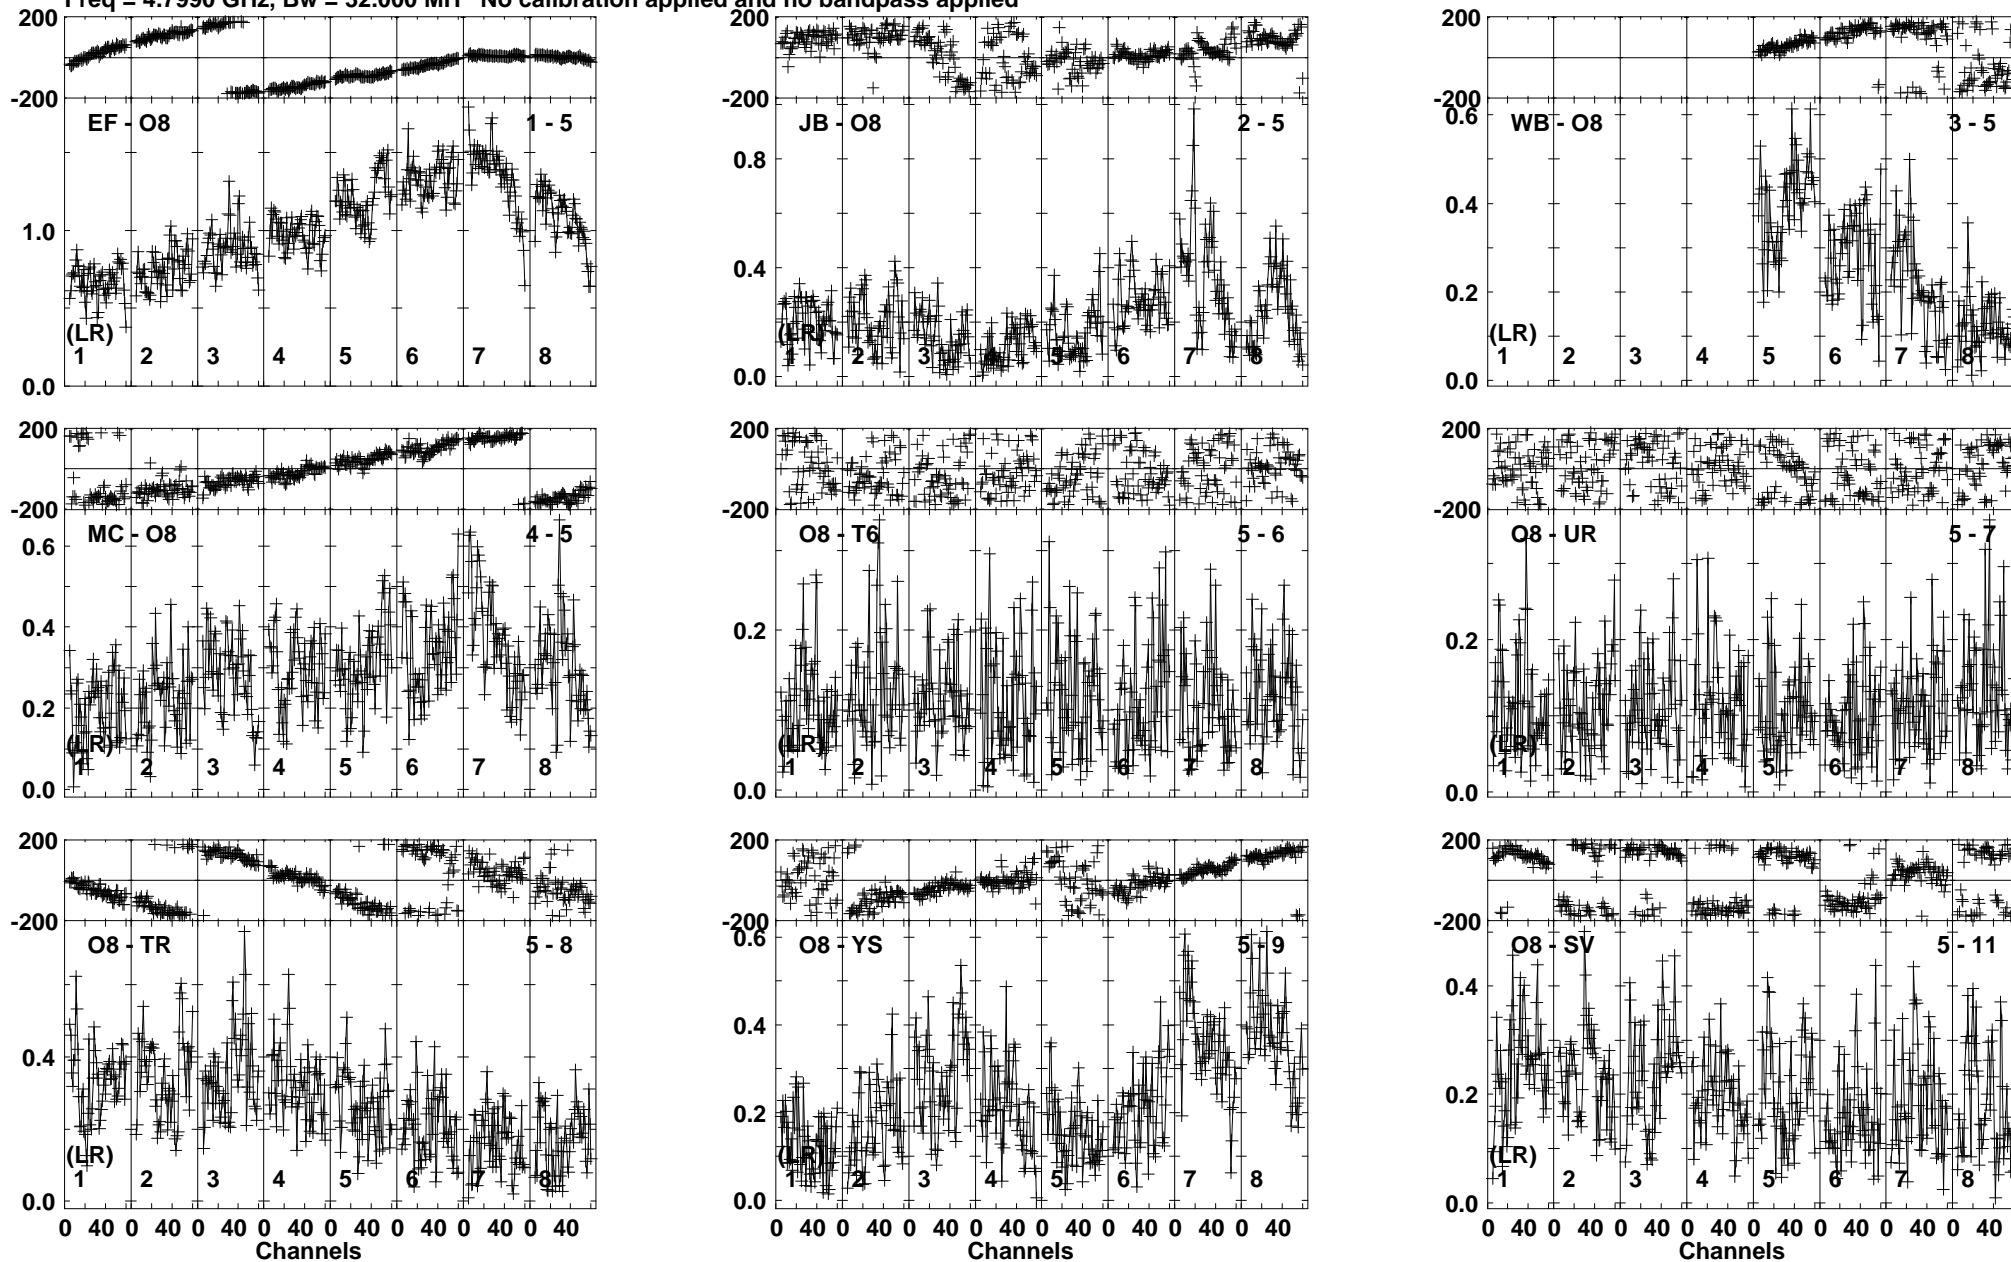 Freq = 4.7990 GHz, Bw = 32.000 MH No calibration applied and no bandpass applied
200 200 200
-200 -200 -200
EF - O8 1 - 5 JB - O8 2 - 5 WB - O8 3 - 5
0.6
0.8
0.4
1.0
0.4
0.2
(LR) (LR) (LR)
1 2 3 4 5 6 7 8 1 2 3 4 5 6 7 8 1 2 3 4 5 6 7 8
0.0 0.0 0.0
200 200 200
-200 -200 -200
MC - O8 4 - 5 O8 - T6 5 - 6 O8 - UR 5 - 7
0.6
0.4
0.2 0.2
0.2
(LR) (LR) (LR)
1 2 3 4 5 6 7 8 1 2 3 4 5 6 7 8 1 2 3 4 5 6 7 8
0.0 0.0 0.0
200 200 200
-200 -200 -200
0.6
O8 - TR 5 - 8 O8 - YS 5 - 9 O8 - SV 5 - 11
0.4
0.4
0.4
0.2
0.2
(LR) (LR) (LR)
1 2 3 4 5 6 7 8 1 2 3 4 5 6 7 8 1 2 3 4 5 6 7 8
0.0 0.0 0.0
0 40 0 40 0 40 0 40 0 40 0 40 0 40 0 40 0 40 0 40 0 40 0 40 0 40 0 40 0 40 0 40 0 40 0 40 0 40 0 40 0 40 0 40 0 40 0 40
Channels Channels Channels